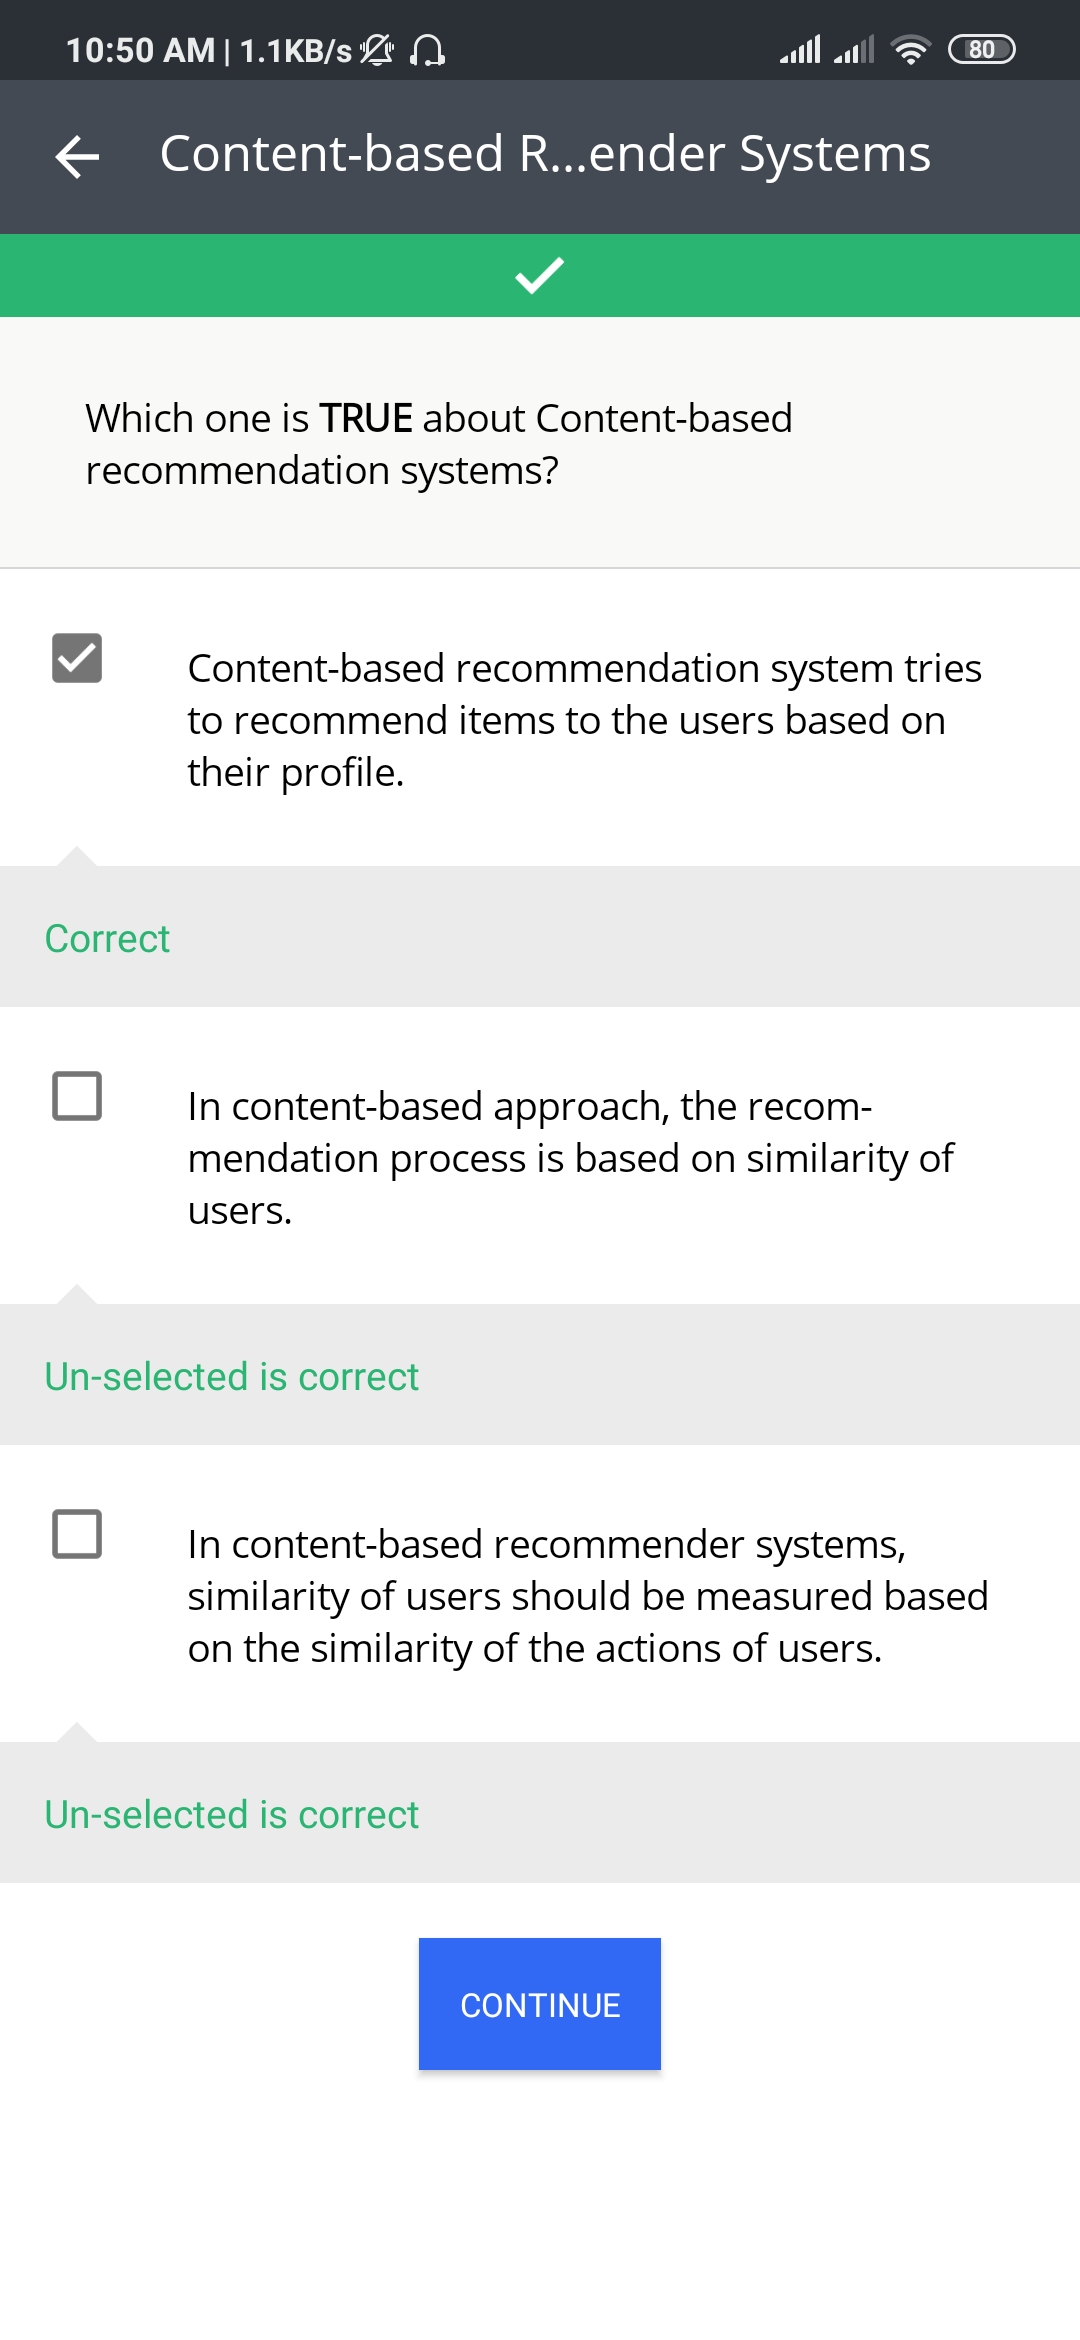 10:50 AM | 1.1KB/s
80
Content-based R...ender Systems
Which one is TRUE about Content-based
recommendation systems?
Content-based recommendation system tries
to recommend items to the users based on
their profile.
Correct
In content-based approach, the recom-
mendation process is based on similarity of
users.
Un-selected is correct
In content-based recommender systems,
similarity of users should be measured based
on the similarity of the actions of users.
Un-selected is correct
CONTINUE